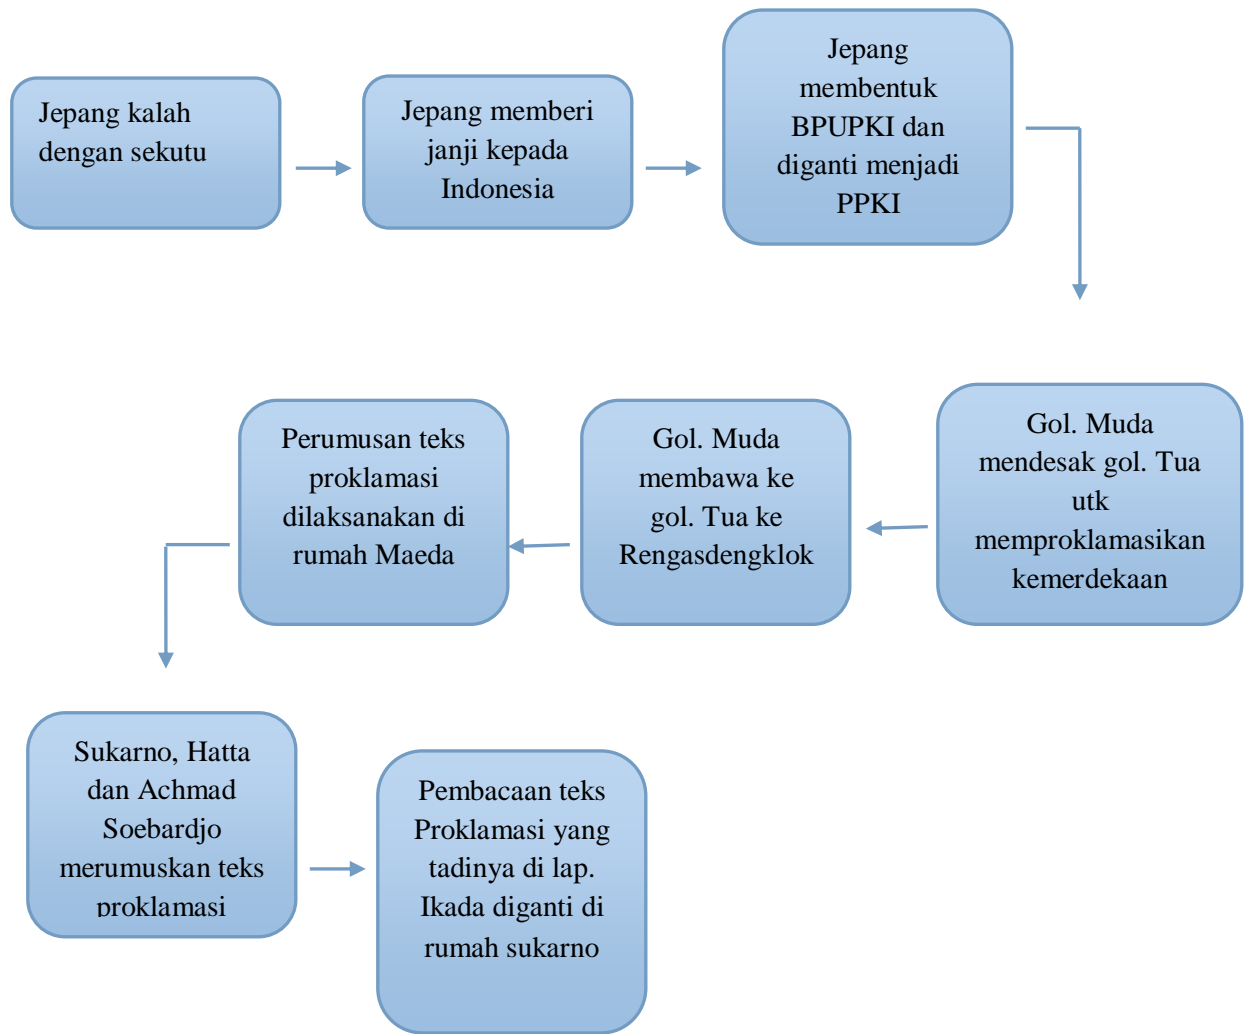 Jepang kalah
dengan sekutu
Jepang memberi
janji kepada
Indonesia
Jepang
membentuk
BPUPKI dan
diganti menjadi
PPKI
Gol. Muda
mendesak gol. Tua
utk
memproklamasikan
kemerdekaan
Gol. Muda
membawa ke
gol. Tua ke
Rengasdengklok
Perumusan teks
proklamasi
dilaksanakan di
rumah Maeda
Sukarno, Hatta
dan Achmad
Soebardjo
merumuskan teks
proklamasi
Pembacaan teks
Proklamasi yang
tadinya di lap.
Ikada diganti di
rumah sukarno